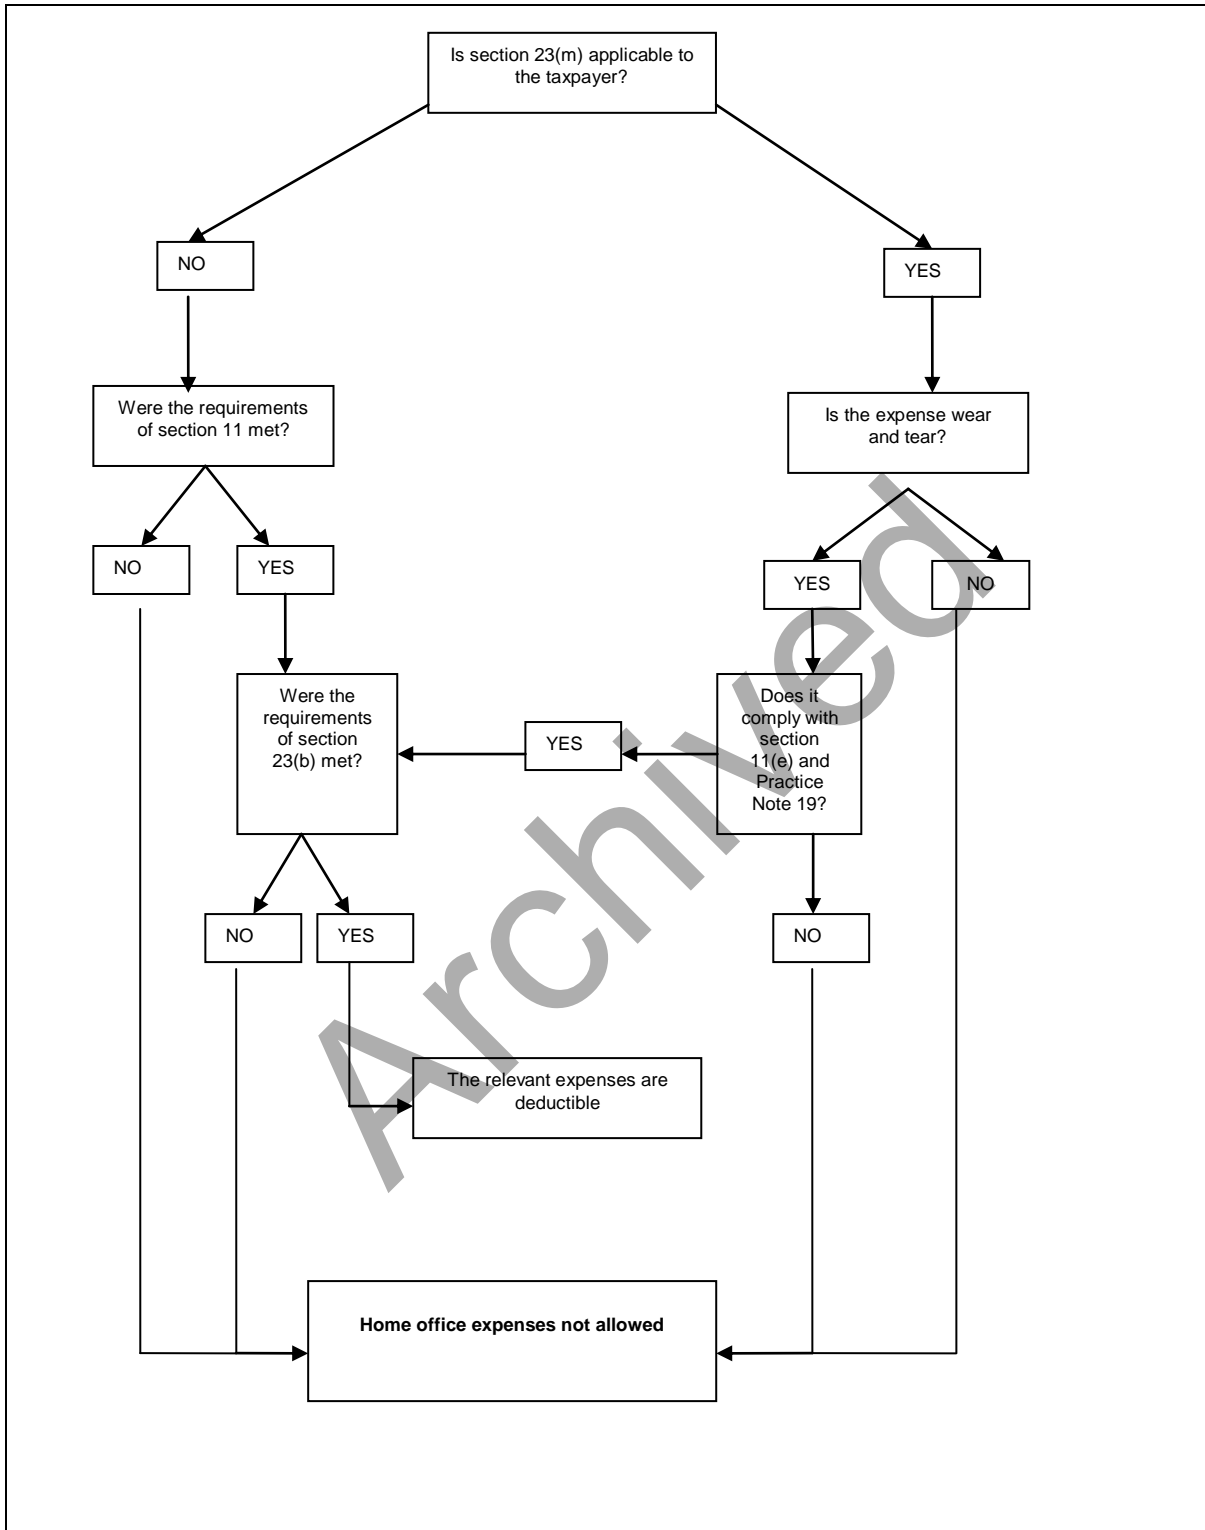 Is section 23(m) applicable to
the taxpayer?
NO
YES
Were the requirements
of section 11 met?
Is the expense wear
and tear?
NO
YES
YES
NO
Were the
requirements
of section
23(b) met?
YES
Does it
comply with
section
11(e) and
Practice
Note 19?
NO
YES
NO
The relevant expenses are
deductible
Home office expenses not allowed
Archived